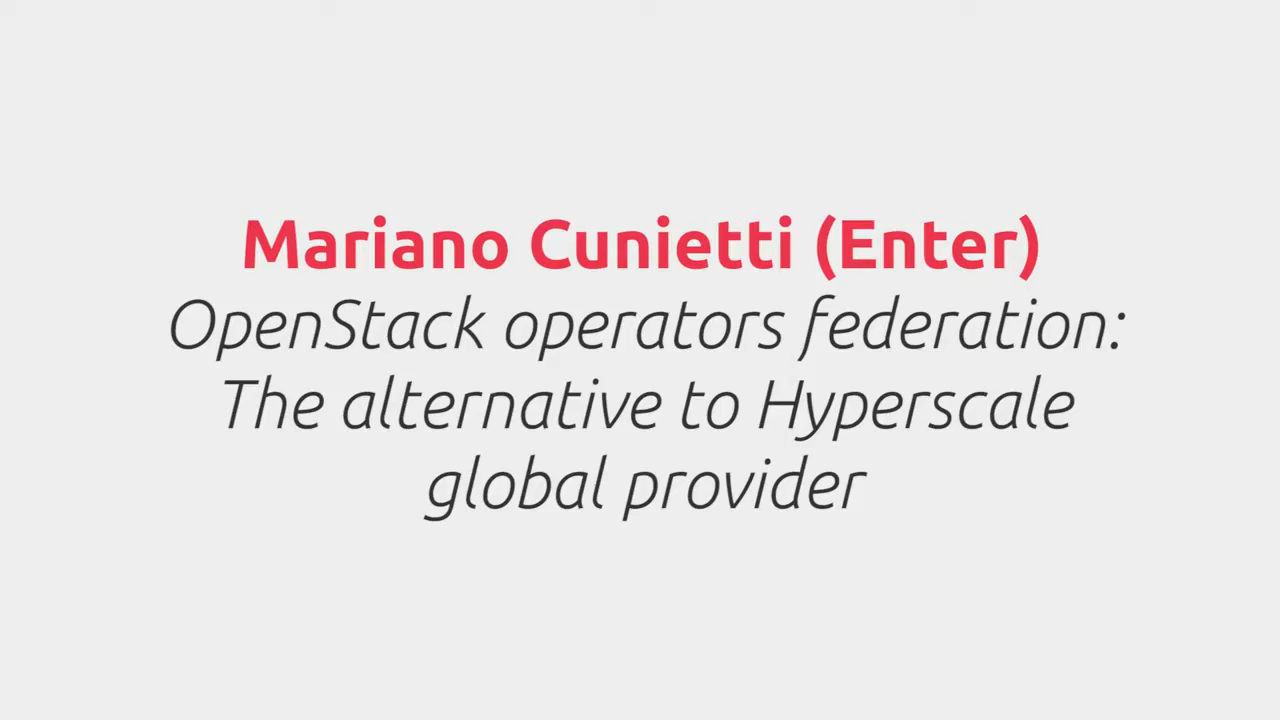 Mariano Cunietti (Enter)
OpenStack operators federation:
The alternative to Hyperscale
global provider